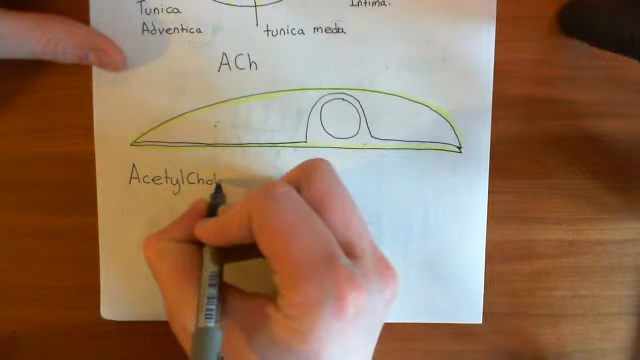 Tunica
Adventica
Intima.
tunica meda
ACh
AcetylCho